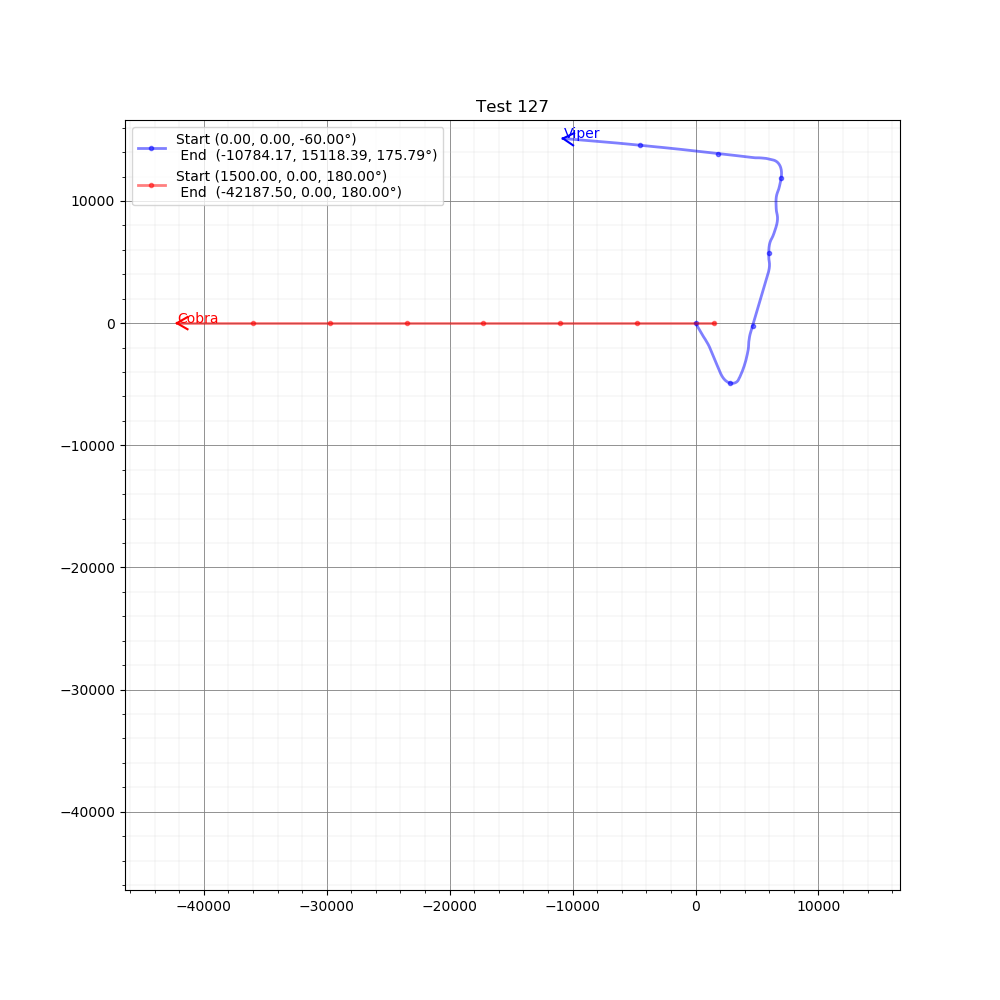 Test 127
Start (0.00, 0.00, -60.00°)
End  (-10784.17, 15118.39, 175.79°)
Start (1500.00, 0.00, 180.00°)
End  (-42187.50, 0.00, 180.00°)
Viper
Cobra
10000
0
−10000
−20000
−30000
−40000
−40000
−30000
−20000
−10000
0
10000